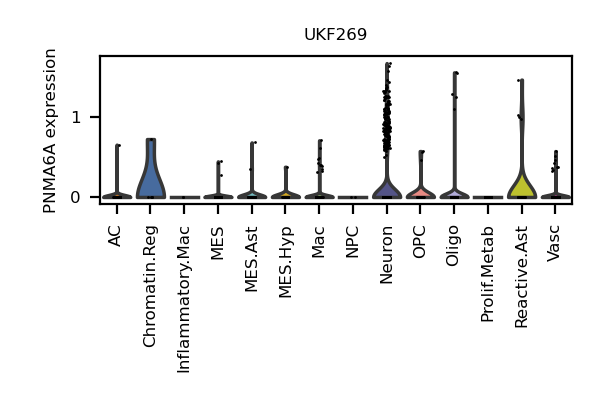 UKF269
PNMA6A expression
1
0
AC
Chromatin.Reg
Inflammatory.Mac
MES
MES.Ast
MES.Hyp
Mac
NPC
Neuron
OPC
Oligo
Prolif.Metab
Reactive.Ast
Vasc